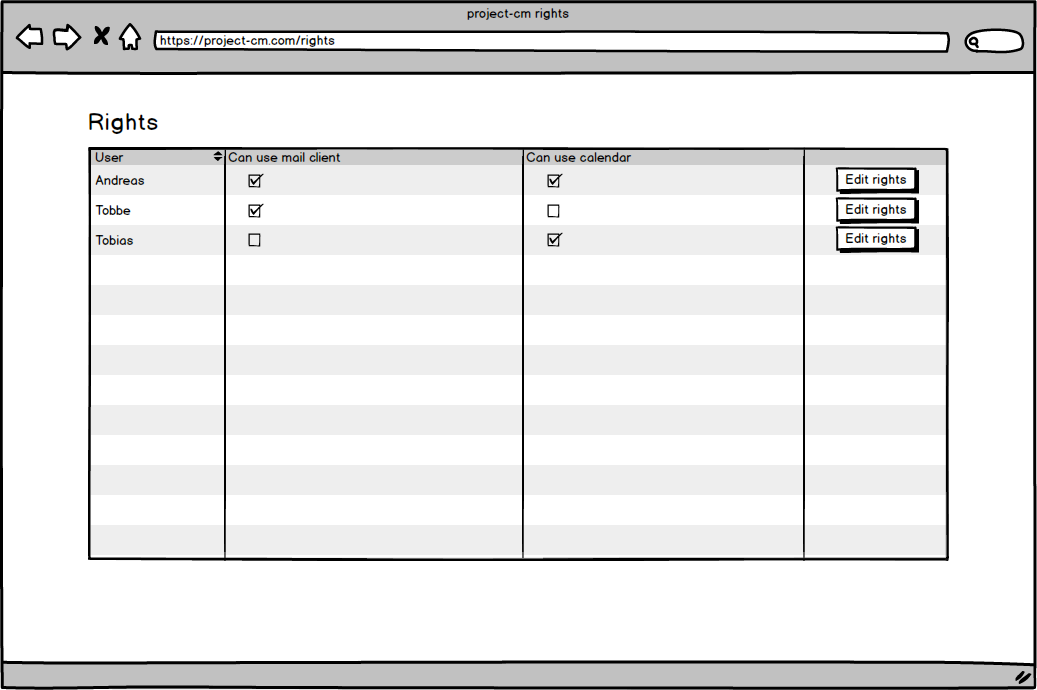 project-cm rights
https://project-cm.com/rights
Rights
User Can use mail client Can use calendar
Andreas Edit rights
Tobbe Edit rights
Tobias Edit rights